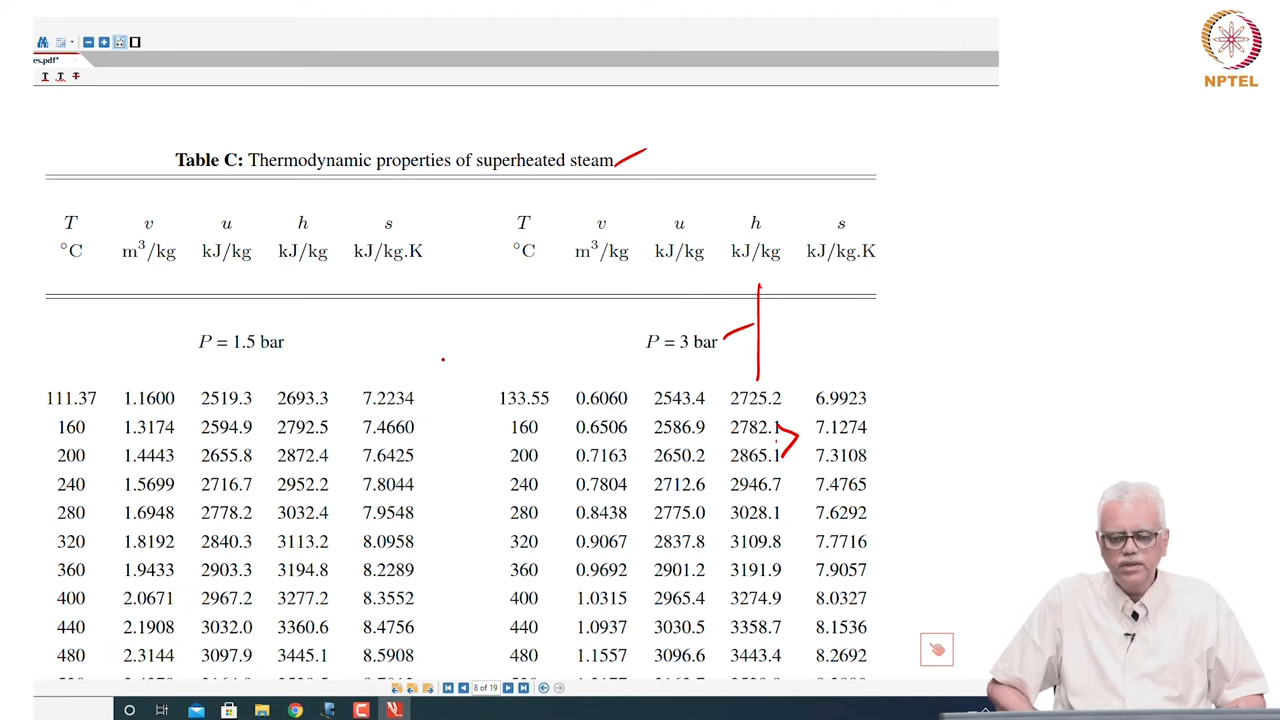 NPTEL
es.pdf*
Table C: Thermodynamic properties of superheated steam
T v u h s T v u h s
°C m³/kg kJ/kg kJ/kg kJ/kg.K °C m³/kg kJ/kg kJ/kg kJ/kg.K
P = 1.5 bar P = 3 bar
111.37 1.1600 2519.3 2693.3 7.2234 133.55 0.6060 2543.4 2725.2 6.9923
160 1.3174 2594.9 2792.5 7.4660 160 0.6506 2586.9 2782.1 7.1274
200 1.4443 2655.8 2872.4 7.6425 200 0.7163 2650.2 2865.1 7.3108
240 1.5699 2716.7 2952.2 7.8044 240 0.7804 2712.6 2946.7 7.4765
280 1.6948 2778.2 3032.4 7.9548 280 0.8438 2775.0 3028.1 7.6292
320 1.8192 2840.3 3113.2 8.0958 320 0.9067 2837.8 3109.8 7.7716
360 1.9433 2903.3 3194.8 8.2289 360 0.9692 2901.2 3191.9 7.9057
400 2.0671 2967.2 3277.2 8.3552 400 1.0315 2965.4 3274.9 8.0327
440 2.1908 3032.0 3360.6 8.4756 440 1.0937 3030.5 3358.7 8.1536
480 2.3144 3097.9 3445.1 8.5908 480 1.1557 3096.6 3443.4 8.2692
8 of 19